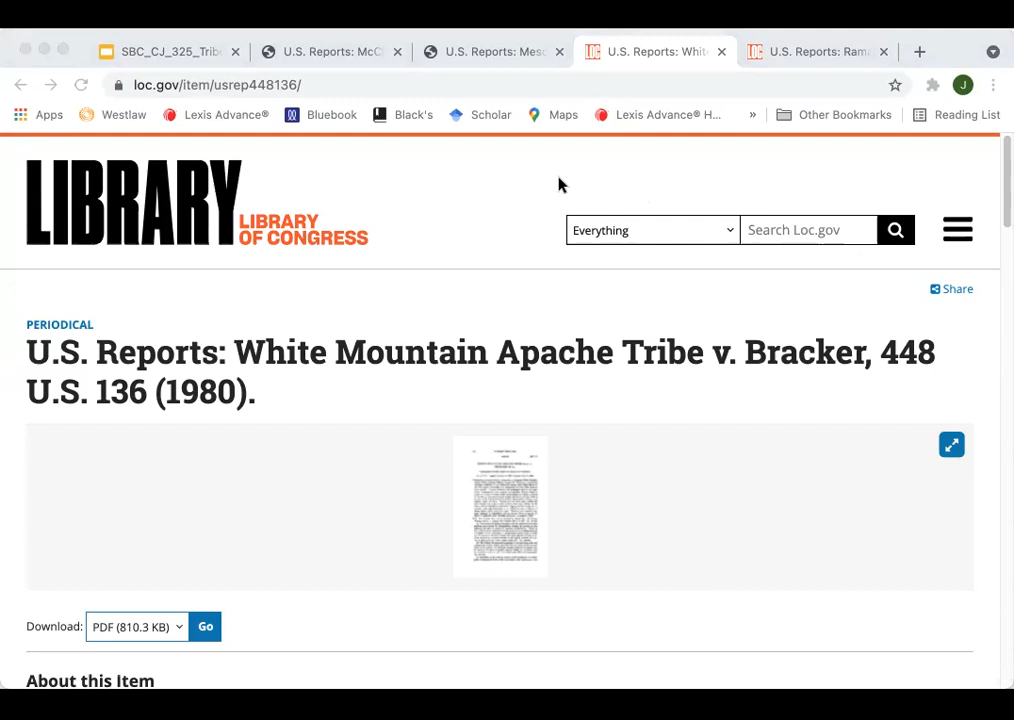 SBC_CJ_325_Trib
U.S. Reports: McC
U.S. Reports: Mesc
U.S. Reports: Whit
U.S. Reports: Rama
loc.gov/item/usrep448136/
J
Apps
Westlaw
Lexis Advance®
Bluebook
Black's
Scholar
Maps
Lexis Advance® H...
»
Other Bookmarks
Reading List
LIBRARY
LIBRARY
OF CONGRESS
Everything
Search Loc.gov
Share
PERIODICAL
U.S. Reports: White Mountain Apache Tribe v. Bracker, 448
U.S. 136 (1980).
Download: PDF (810.3 KB) Go
About this Item